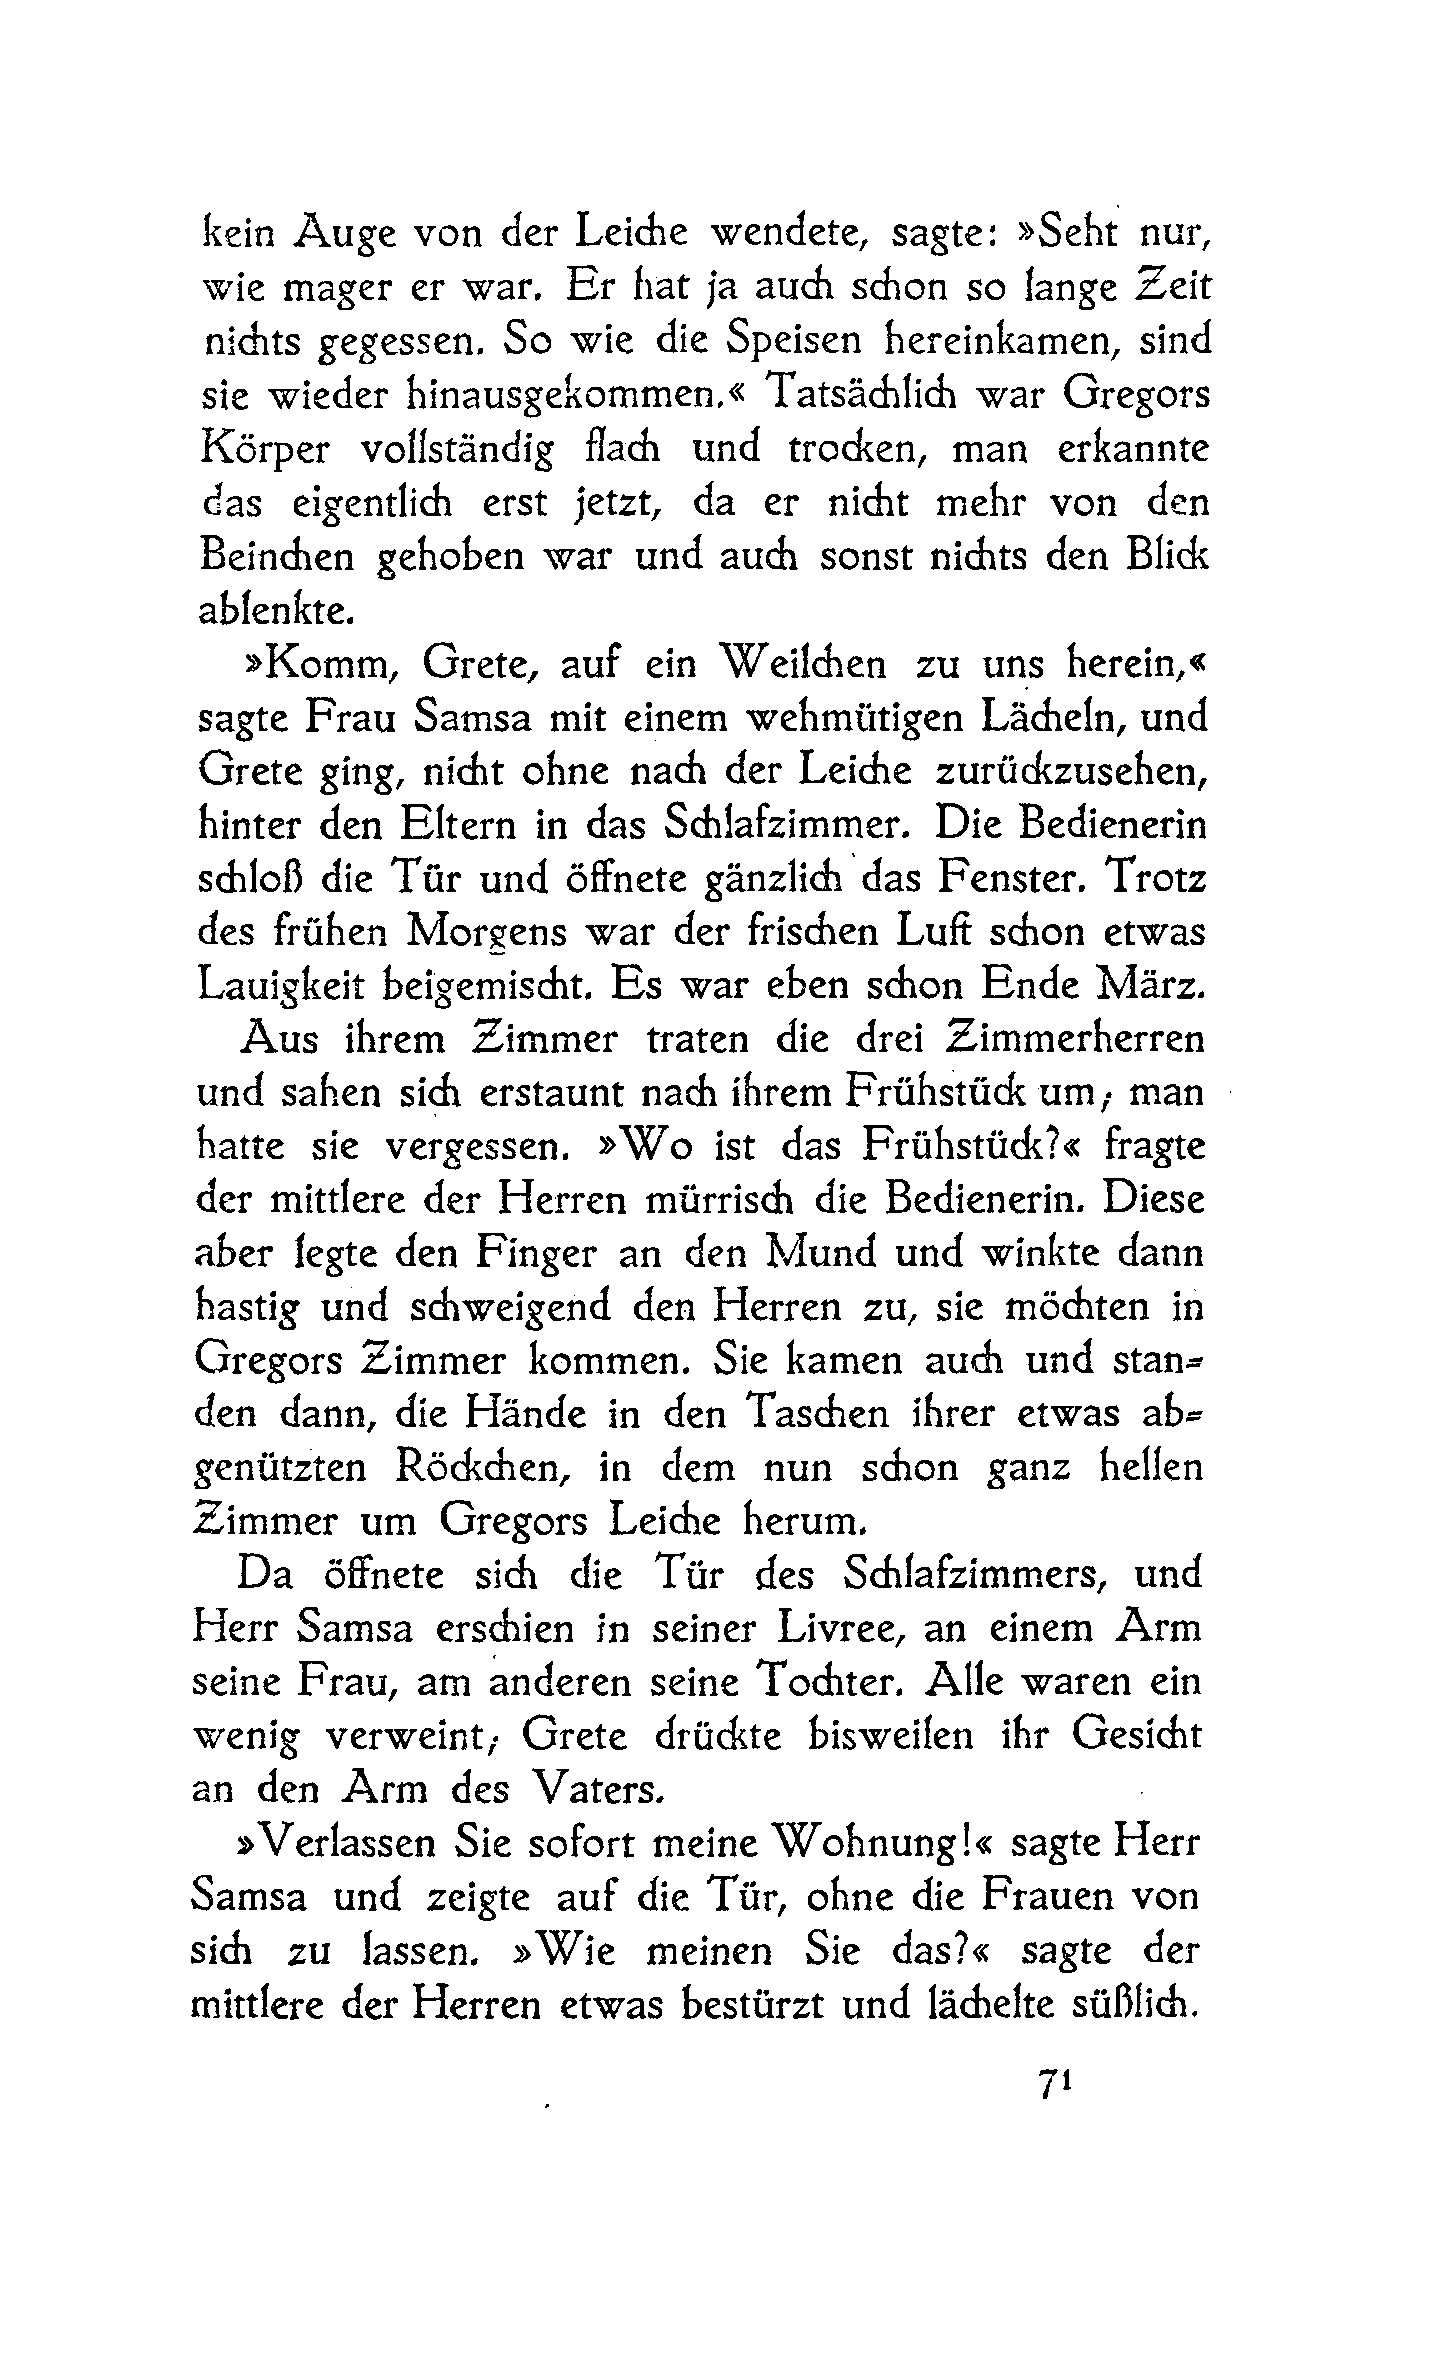 kein Auge von der Leiche wendete, sagte: »Seht nur,
wie mager er war. Er hat ja auch schon so lange Zeit
nichts gegessen. So wie die Speisen hereinkamen, sind
sie wieder hinausgekommen.« Tatsächlich war Gregors
Körper vollständig flach und trocken, man erkannte
das eigentlich erst jetzt, da er nicht mehr von den
Beinchen gehoben war und auch sonst nichts den Blick
ablenkte.
»Komm, Grete, auf ein Weilchen zu uns herein,«
sagte Frau Samsa mit einem wehmütigen Lächeln, und
Grete ging, nicht ohne nach der Leiche zurückzusehen,
hinter den Eltern in das Schlafzimmer. Die Bedienerin
schloß die Tür und öffnete gänzlich das Fenster. Trotz
des frühen Morgens war der frischen Luft schon etwas
Lauigkeit beigemischt. Es war eben schon Ende März.
Aus ihrem Zimmer traten die drei Zimmerherren
und sahen sich erstaunt nach ihrem Frühstück um; man
hatte sie vergessen. »Wo ist das Frühstück?« fragte
der mittlere der Herren mürrisch die Bedienerin. Diese
aber legte den Finger an den Mund und winkte dann
hastig und schweigend den Herren zu, sie möchten in
Gregors Zimmer kommen. Sie kamen auch und stan-
den dann, die Hände in den Taschen ihrer etwas ab-
genützten Röckchen, in dem nun schon ganz hellen
Zimmer um Gregors Leiche herum.
Da öffnete sich die Tür des Schlafzimmers, und
Herr Samsa erschien in seiner Livree, an einem Arm
seine Frau, am anderen seine Tochter. Alle waren ein
wenig verweint; Grete drückte bisweilen ihr Gesicht
an den Arm des Vaters.
»Verlassen Sie sofort meine Wohnung!« sagte Herr
Samsa und zeigte auf die Tür, ohne die Frauen von
sich zu lassen. »Wie meinen Sie das?« sagte der
mittlere der Herren etwas bestürzt und lächelte süßlich.
71